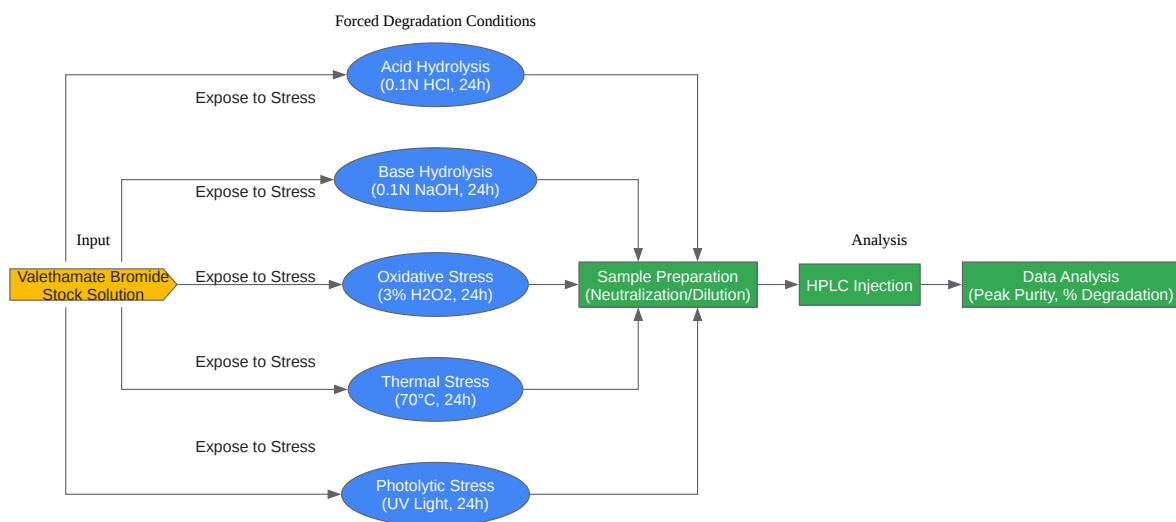 Forced Degradation Conditions
Acid Hydrolysis
(0.1N HCl, 24h)
Expose to Stress
Base Hydrolysis
(0.1N NaOH, 24h)
Expose to Stress
Input
Analysis
Valethamate Bromide
Stock Solution
Expose to Stress
Oxidative Stress
(3% H2O2, 24h)
Sample Preparation
(Neutralization/Dilution)
HPLC Injection
Data Analysis
(Peak Purity, % Degradation)
Expose to Stress
Thermal Stress
(70°C, 24h)
Expose to Stress
Photolytic Stress
(UV Light, 24h)